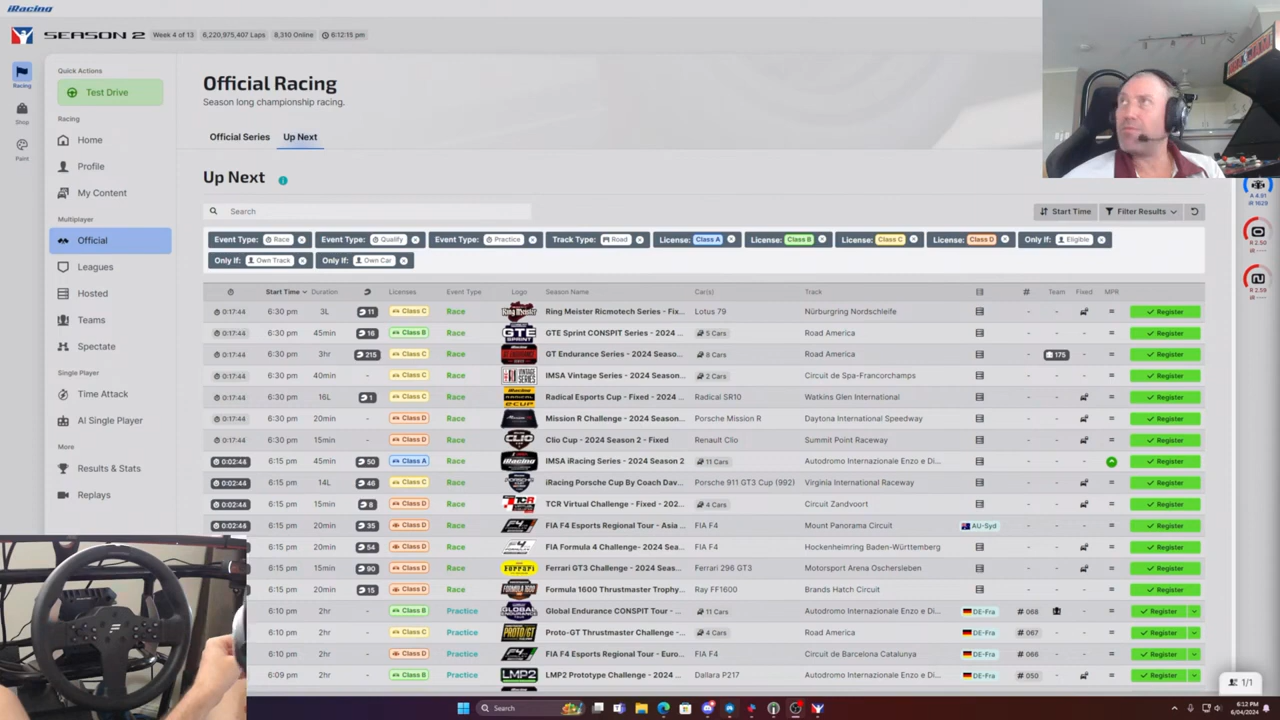 iRacing
SEASON 2 Week 4 of 13 6,220,975,407 Laps 8,310 Online 6:12:15 pm
Racing
Shop
Paint
Quick Actions
Test Drive
Racing
Home
Profile
My Content
Multiplayer
Official
Leagues
Hosted
Teams
Spectate
Single Player
Time Attack
AI Single Player
More
Results & Stats
Replays
Official Racing
Season long championship racing.
Official Series Up Next
Up Next
Search Start Time Filter Results
Event Type: Race Event Type: Qualify Event Type: Practice Track Type: Road License: Class A License: Class B License: Class C License: Class D Only If: Eligible
Only If: Own Track Only If: Own Car
Start Time Duration Licenses Event Type Logo Season Name Car(s) Track # Team Fixed MPR
0:17:44 6:30 pm 3L 11 Class C Race Ring Meister Ricmotech Series - Fix... Lotus 79 Nürburgring Nordschleife - - = Register
0:17:44 6:30 pm 45min 16 Class B Race GTE Sprint CONSPIT Series - 2024 ... 5 Cars Road America - - - = Register
0:17:44 6:30 pm 3hr 215 Class C Race GT Endurance Series - 2024 Seaso... 8 Cars Road America - 175 - = Register
0:17:44 6:30 pm 40min - Class C Race IMSA Vintage Series - 2024 Season... 2 Cars Circuit de Spa-Francorchamps - - - = Register
0:17:44 6:30 pm 16L 1 Class C Race Radical Esports Cup - Fixed - 2024... Radical SR10 Watkins Glen International - - = Register
0:17:44 6:30 pm 20min - Class D Race Mission R Challenge - Fixed - 2024... Porsche Mission R Daytona International Speedway - - = Register
0:17:44 6:30 pm 15min - Class D Race Clio Cup - 2024 Season 2 - Fixed Renault Clio Summit Point Raceway - - = Register
0:02:44 6:15 pm 45min 50 Class A Race IMSA iRacing Series - 2024 Season 2 11 Cars Autodromo Internazionale Enzo e Di... - - - Register
0:02:44 6:15 pm 14L 46 Class C Race iRacing Porsche Cup By Coach Dav... Porsche 911 GT3 Cup (992) Virginia International Raceway - - = Register
0:02:44 6:15 pm 15min 8 Class D Race TCR Virtual Challenge - Fixed - 202... 4 Cars Circuit Zandvoort - - = Register
0:02:44 6:15 pm 20min 35 Class D Race FIA F4 Esports Regional Tour - Asia ... FIA F4 Mount Panorama Circuit AU-Syd - - = Register
6:15 pm 20min 54 Class D Race FIA Formula 4 Challenge- 2024 Sea... FIA F4 Hockenheimring Baden-Württemberg - - = Register
6:15 pm 15min 90 Class D Race Ferrari GT3 Challenge - Fixed - 202... Ferrari 296 GT3 Motorsport Arena Oschersleben - - = Register
6:15 pm 20min 15 Class D Race Formula 1600 Thrustmaster Trophy... Ray FF1600 Brands Hatch Circuit - - = Register
6:10 pm 2hr - Class B Practice Global Endurance CONSPIT Tour - ... 11 Cars Autodromo Internazionale Enzo e Di... DE-Fra # 066 - = Register
6:10 pm 2hr - Class C Practice Proto-GT Thrustmaster Challenge - ... 4 Cars Road America DE-Fra # 067 - - = Register
6:10 pm 2hr - Class D Practice FIA F4 Esports Regional Tour - Euro... FIA F4 Circuit de Barcelona Catalunya DE-Fra # 066 - = Register
6:09 pm 2hr - Class B Practice LMP2 Prototype Challenge - 2024 ... Dallara P217 Autodromo Internazionale Enzo e Di... DE-Fra # 050 - = Register
A 4.91
iR 1628
R 2.50
iR --
R 2.59
iR --
1/1
Search
6:12 PM
6/04/2024